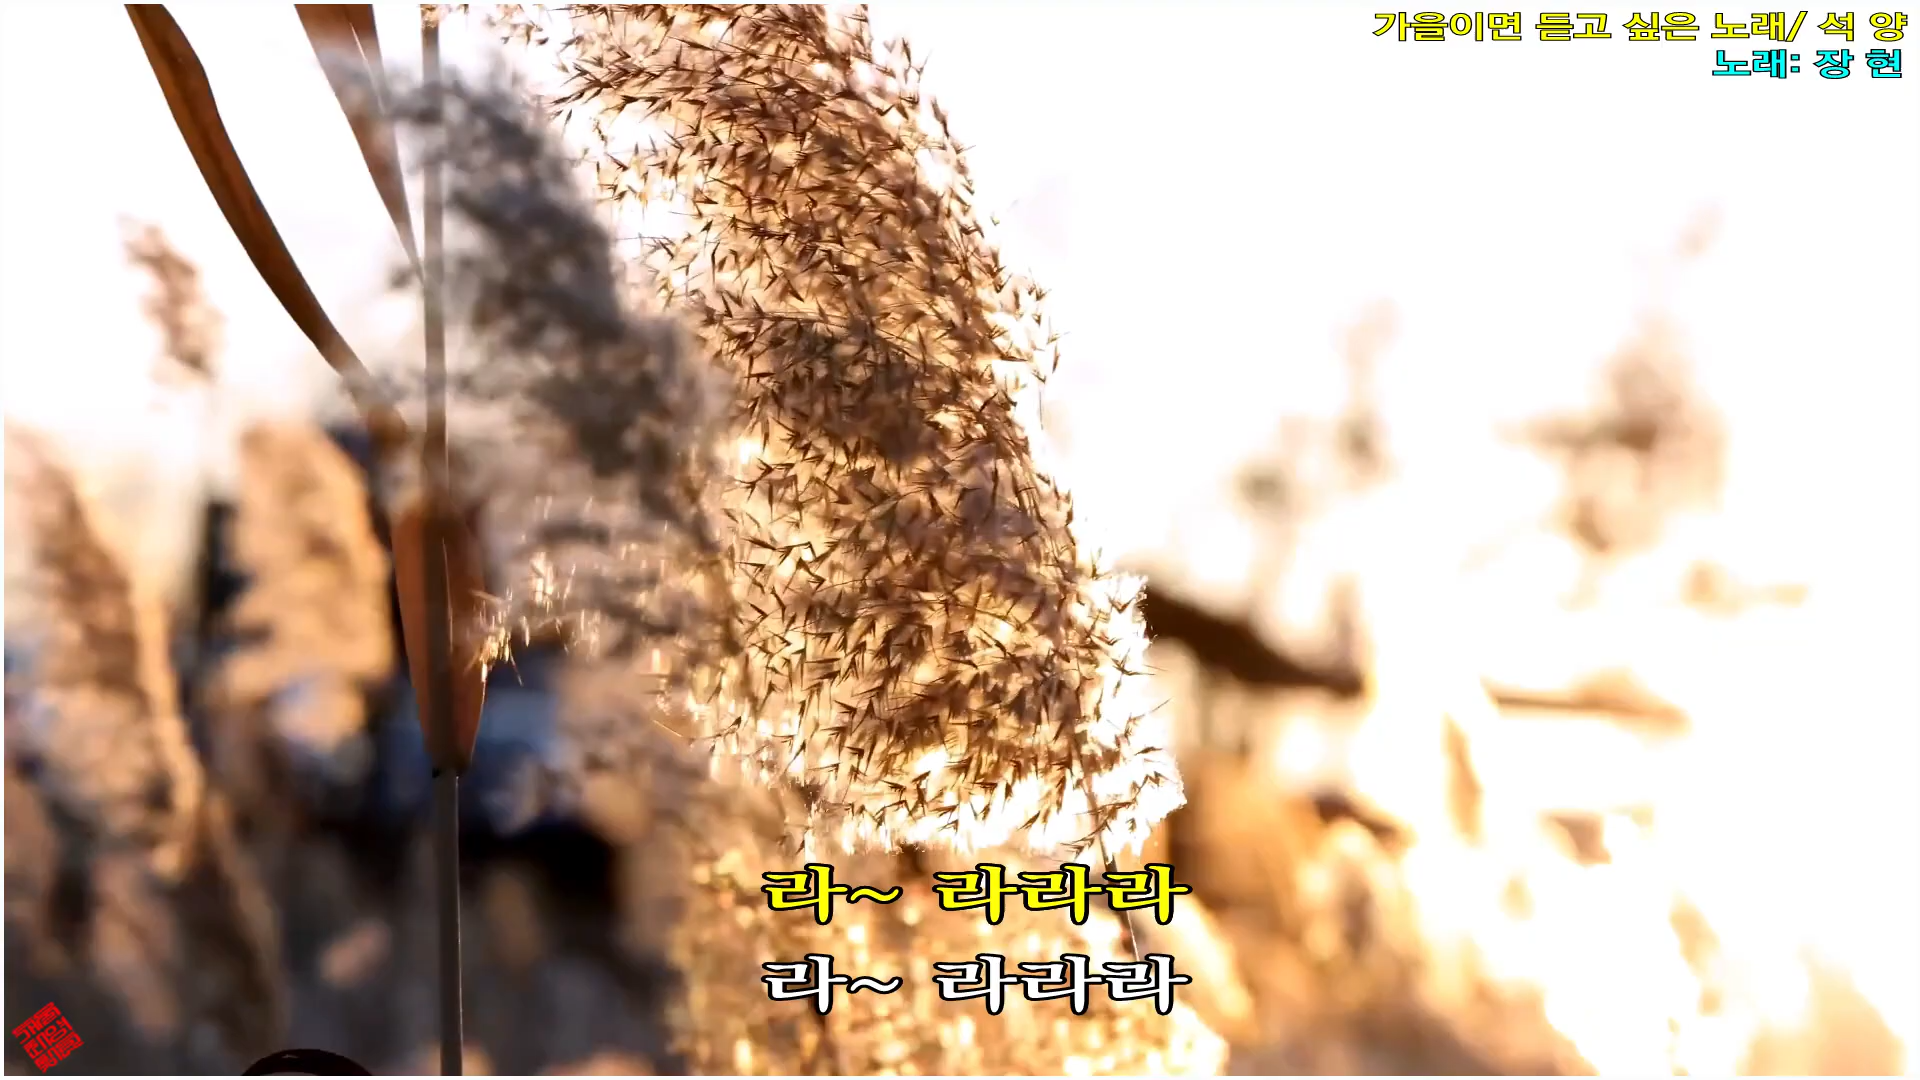 가을이면 듣고 싶은 노래/ 석 양
노래: 장 현
라~ 라라라
라~ 라라라